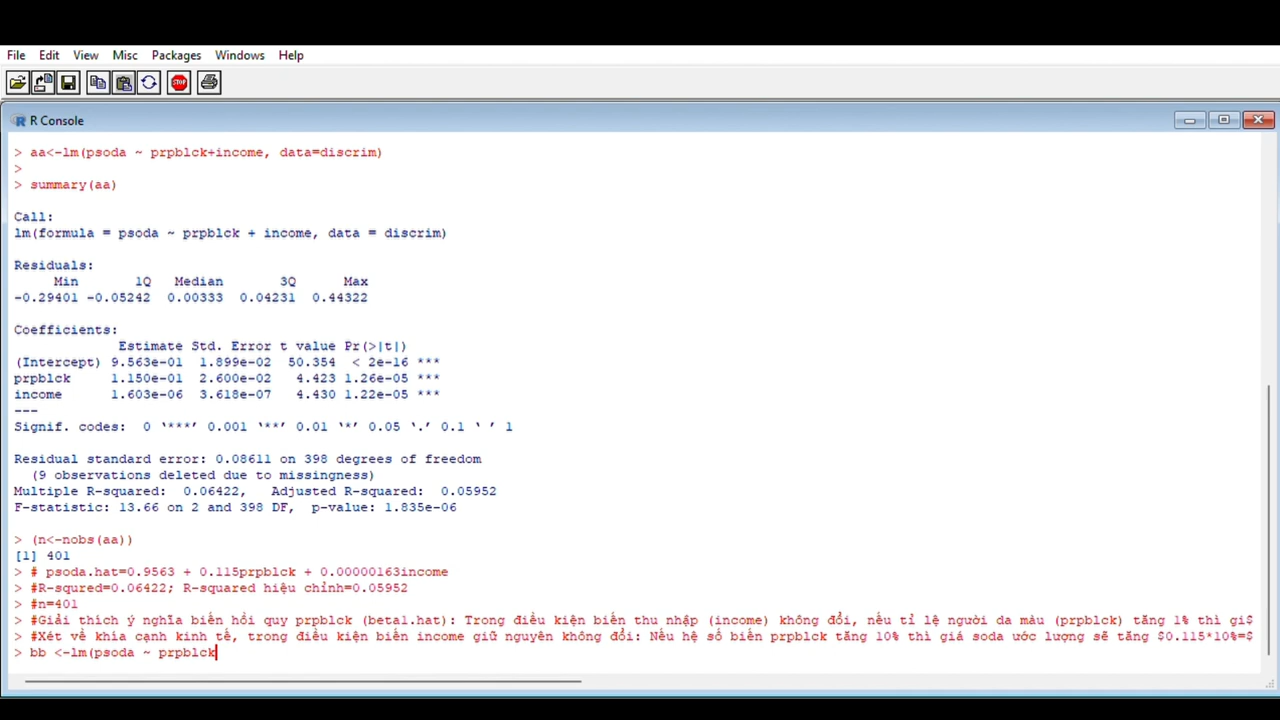 File Edit View Misc Packages Windows Help
STOP
R Console
> aa<-lm(psoda ~ prpblck+income, data=discrim)
>
> summary(aa)
Call:
lm(formula = psoda ~ prpblck + income, data = discrim)
Residuals:
Min 1Q Median 3Q Max
-0.29401 -0.05242 0.00333 0.04231 0.44322
Coefficients:
Estimate Std. Error t value Pr(>|t|)
(Intercept) 9.563e-01 1.899e-02 50.354 < 2e-16 ***
prpblck 1.150e-01 2.600e-02 4.423 1.26e-05 ***
income 1.603e-06 3.618e-07 4.430 1.22e-05 ***
---
Signif. codes: 0 ‘***’ 0.001 ‘**’ 0.01 ‘*’ 0.05 ‘.’ 0.1 ‘ ’ 1
Residual standard error: 0.08611 on 398 degrees of freedom
(9 observations deleted due to missingness)
Multiple R-squared: 0.06422, Adjusted R-squared: 0.05952
F-statistic: 13.66 on 2 and 398 DF, p-value: 1.835e-06
> (n<-nobs(aa))
[1] 401
> # psoda.hat=0.9563 + 0.115prpblck + 0.00000163income
> #R-squred=0.06422; R-squared hiệu chỉnh=0.05952
> #n=401
> #Giải thích ý nghĩa biến hồi quy prpblck (beta1.hat): Trong điều kiện biến thu nhập (income) không đổi, nếu tỉ lệ người da màu (prpblck) tăng 1% thì gi$
> #Xét về khía cạnh kinh tế, trong điều kiện biến income giữ nguyên không đổi: Nếu hệ số biến prpblck tăng 10% thì giá soda ước lượng sẽ tăng $0.115*10%=$
> bb <-lm(psoda ~ prpblck